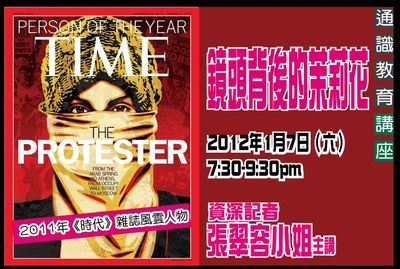 PERSON OF THE YEAR
TIME
THE
PROTESTER
FROM THE
ARAB SPRING
TO ATHENS,
FROM OCCUPY
WALL STREET
TO MOSCOW
2011年《時代》雜誌風雲人物
通識教育講座
鏡頭背後的茉莉花
2012年1月7日（六）
7:30-9:30pm
資深記者
張翠容小姐主講